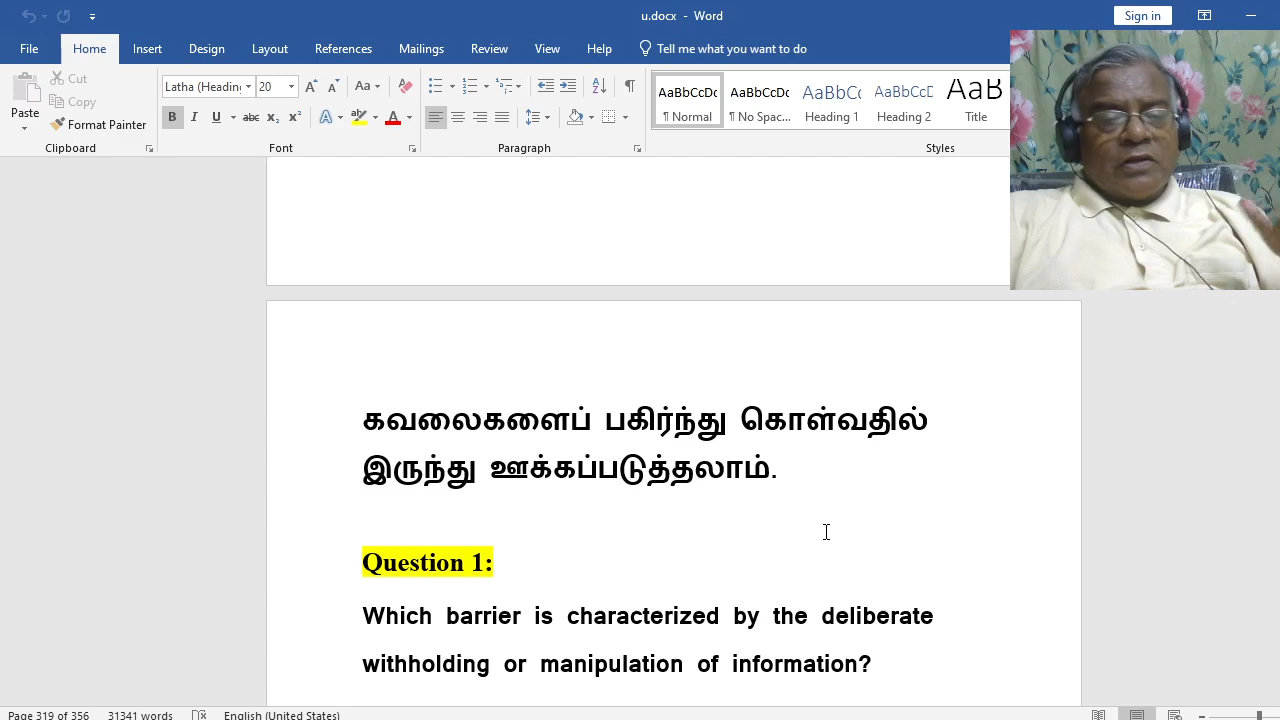 u.docx - Word
Sign in
File Home Insert Design Layout References Mailings Review View Help Tell me what you want to do
Paste
Cut
Copy
Format Painter
Clipboard
Latha (Heading 20
Font
Paragraph
AaBbCcDc AaBbCcDc AaBbCc AaBbCcD AaB
¶ Normal ¶ No Spac... Heading 1 Heading 2 Title
Styles
கவலைகளைப் பகிர்ந்து கொள்வதில்
இருந்து ஊக்கப்படுத்தலாம்.
Question 1:
Which barrier is characterized by the deliberate
withholding or manipulation of information?
Page 319 of 356 31341 words English (United States)